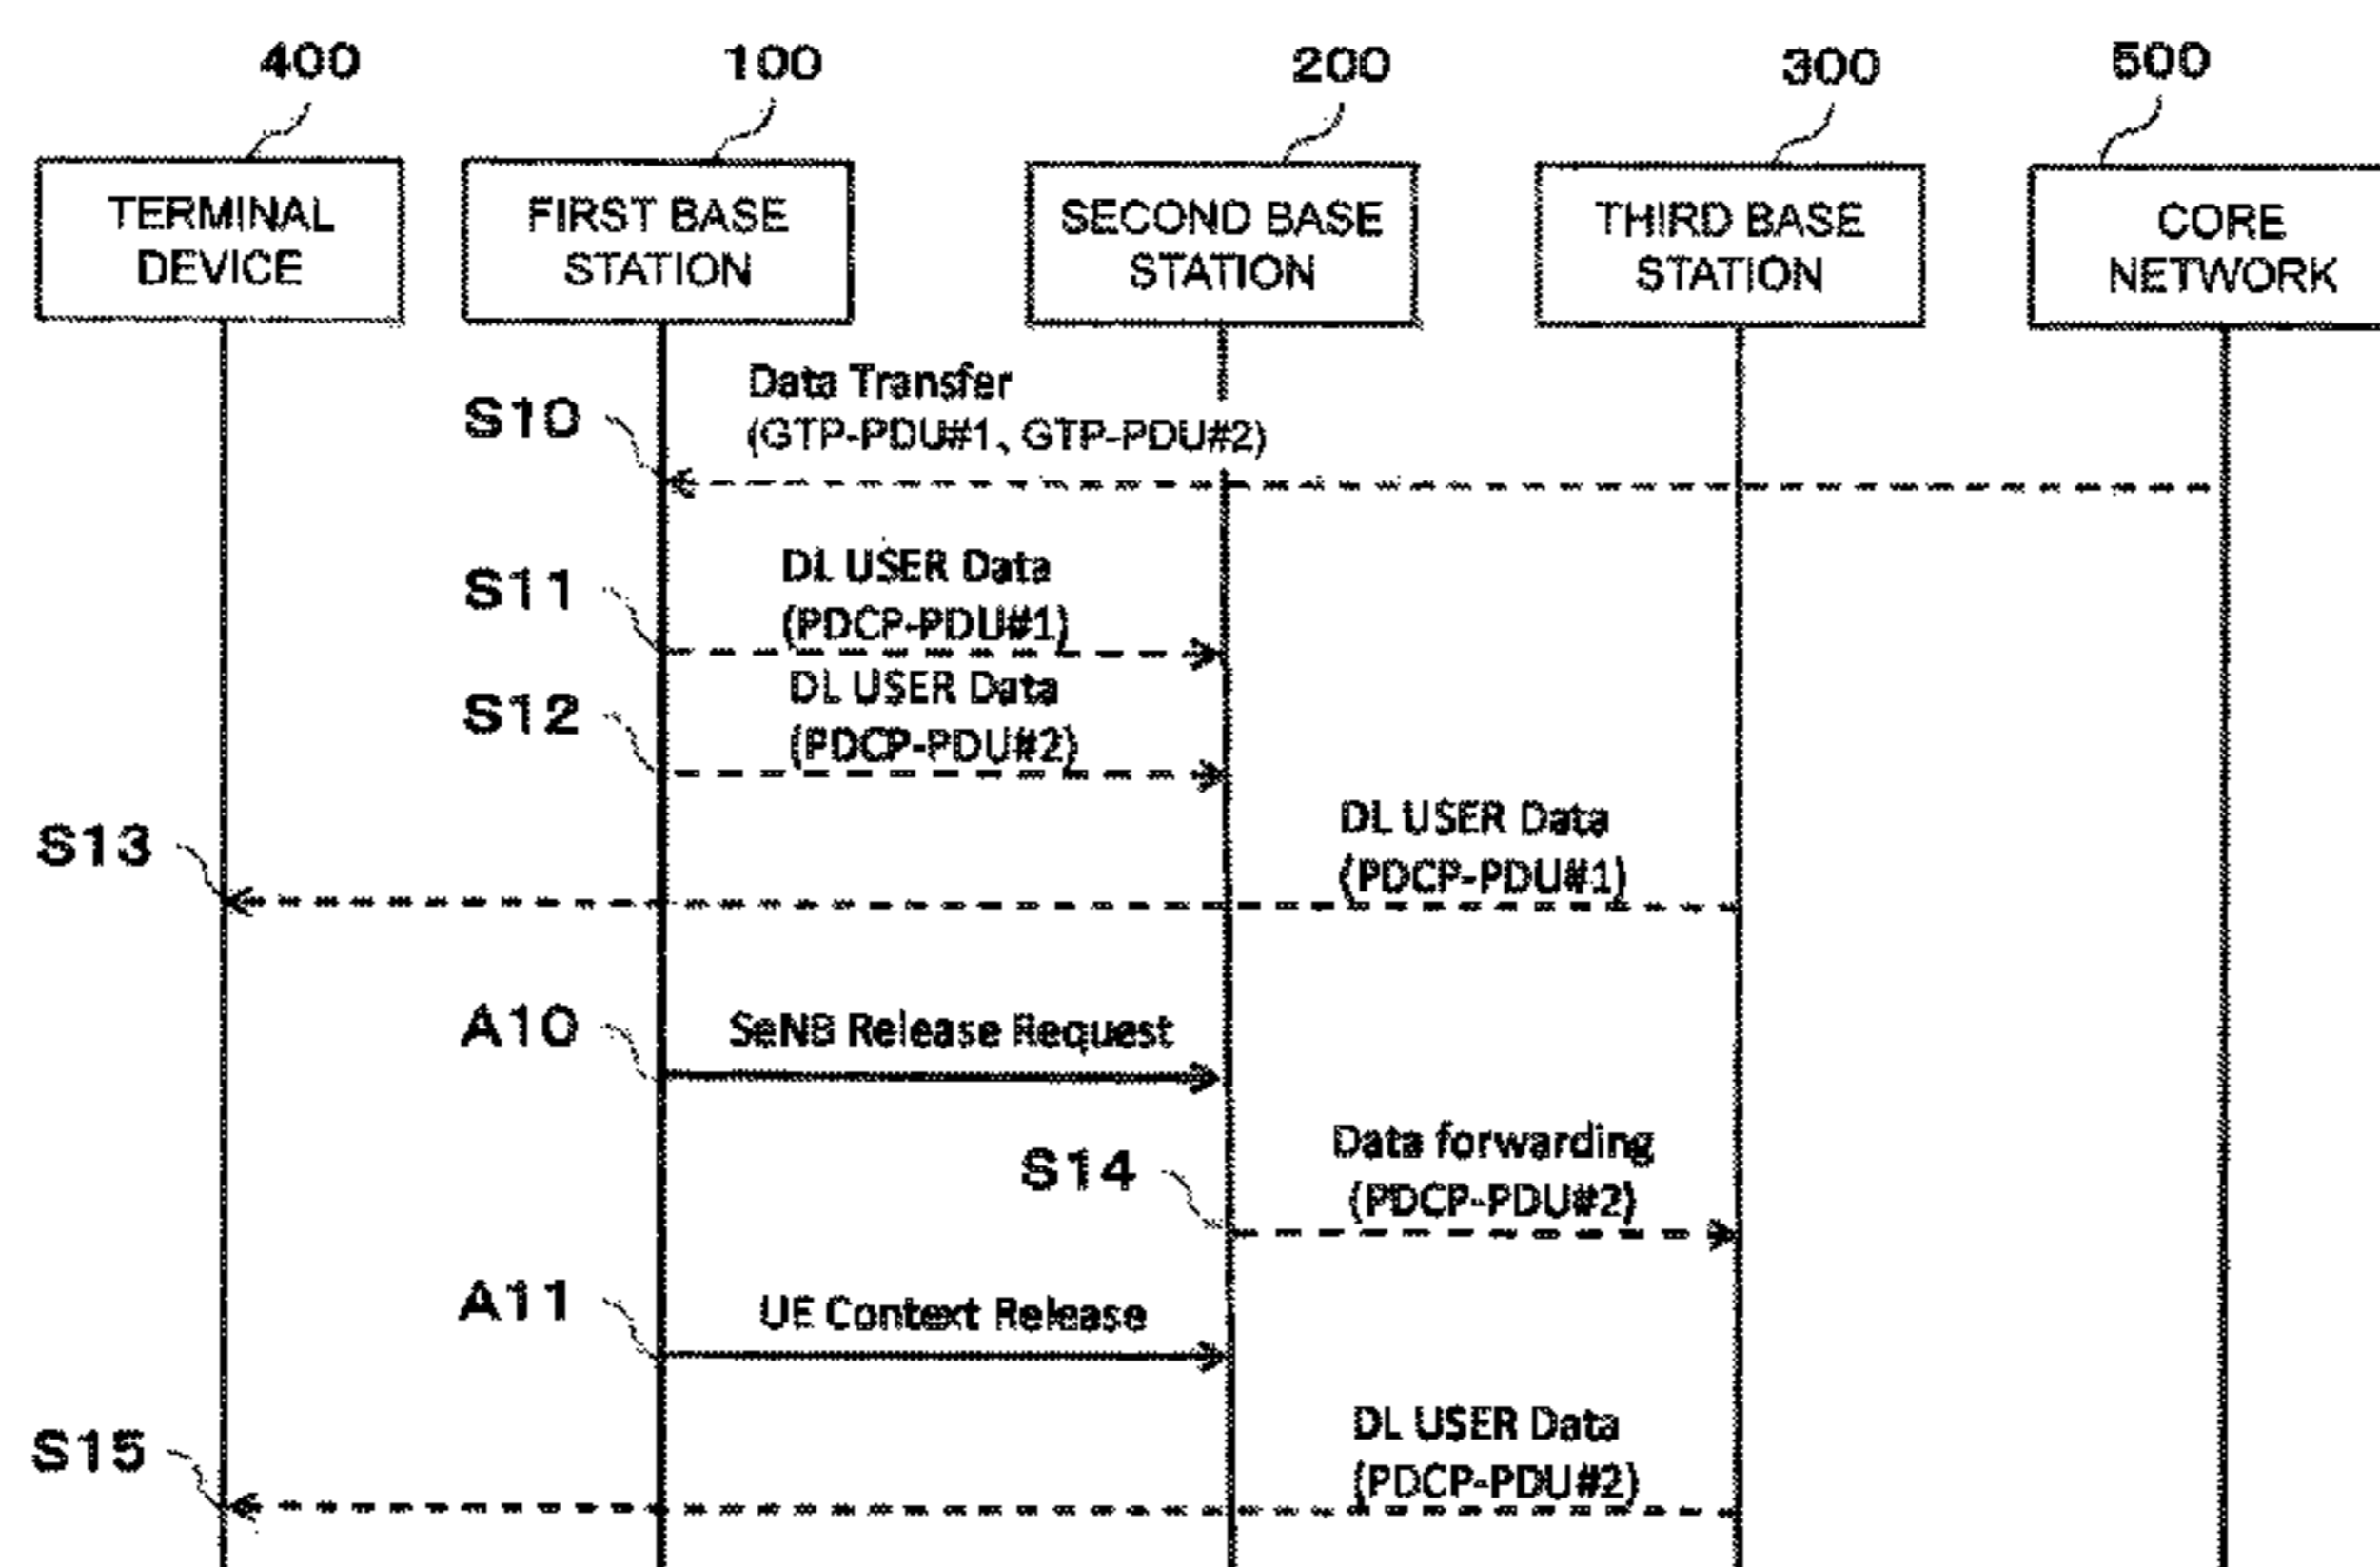 400
100
200
300
500
TERMINAL
DEVICE
FIRST BASE
STATION
SECOND BASE
STATION
THIRD BASE
STATION
CORE
NETWORK
S10
Data Transfer
(GTP-PDU#1、GTP-PDU#2)
S11
DL USER Data
(PDCP-PDU#1)
S12
DL USER Data
(PDCP-PDU#2)
S13
DL USER Data
(PDCP-PDU#1)
A10
SeNB Release Request
S14
Data forwarding
(PDCP-PDU#2)
A11
UE Context Release
S15
DL USER Data
(PDCP-PDU#2)